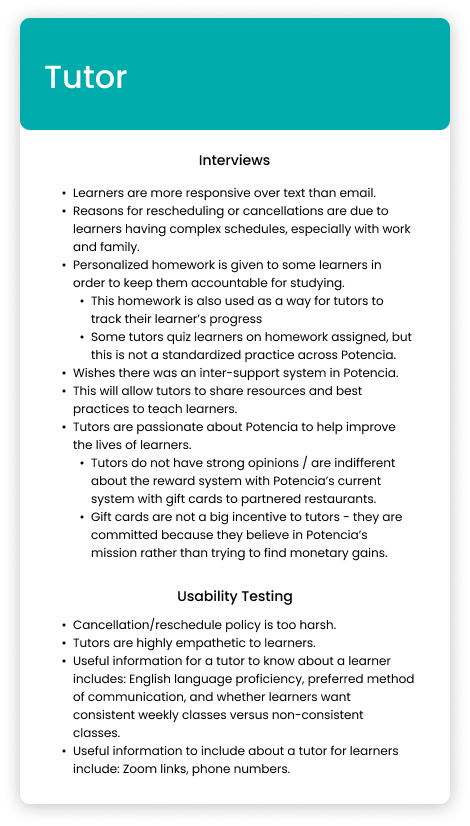 Tutor
Interviews
• Learners are more responsive over text than email.
• Reasons for rescheduling or cancellations are due to
learners having complex schedules, especially with work
and family.
• Personalized homework is given to some learners in
order to keep them accountable for studying.
• This homework is also used as a way for tutors to
track their learner's progress
• Some tutors quiz learners on homework assigned, but
this is not a standardized practice across Potencia.
• Wishes there was an inter-support system in Potencia.
• This will allow tutors to share resources and best
practices to teach learners.
• Tutors are passionate about Potencia to help improve
the lives of learners.
• Tutors do not have strong opinions / are indifferent
about the reward system with Potencia's current
system with gift cards to partnered restaurants.
• Gift cards are not a big incentive to tutors - they are
committed because they believe in Potencia's
mission rather than trying to find monetary gains.
Usability Testing
• Cancellation/reschedule policy is too harsh.
• Tutors are highly empathetic to learners.
• Useful information for a tutor to know about a learner
includes: English language proficiency, preferred method
of communication, and whether learners want
consistent weekly classes versus non-consistent
classes.
• Useful information to include about a tutor for learners
include: Zoom links, phone numbers.